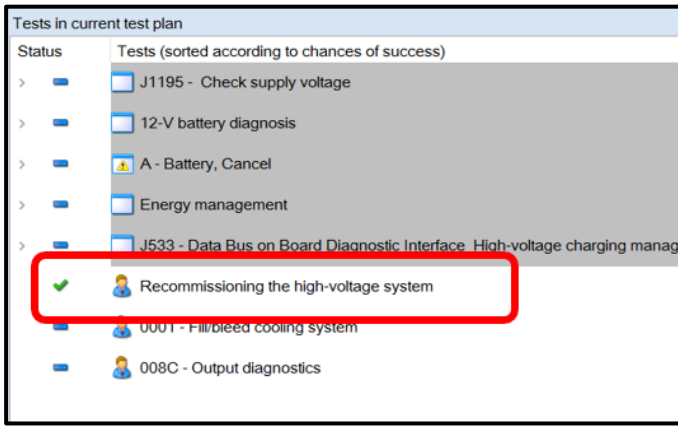 Tests in current test plan
Status Tests (sorted according to chances of success)
J1195 - Check supply voltage
12-V battery diagnosis
A - Battery, Cancel
Energy management
J533 - Data Bus on Board Diagnostic Interface High-voltage charging manag
Recommissioning the high-voltage system
0001 - Fill/bleed cooling system
008C - Output diagnostics